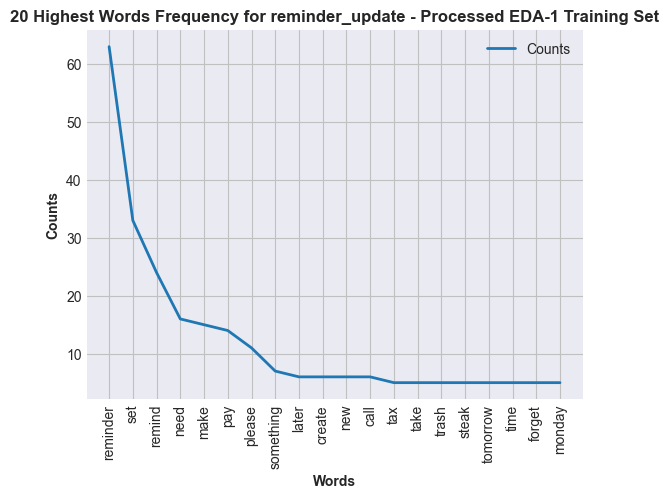 20 Highest Words Frequency for reminder_update - Processed EDA-1 Training Set
Counts
60
50
40
30
20
10
Counts
reminder
set
remind
need
make
pay
please
something
later
create
new
call
tax
take
trash
steak
tomorrow
time
forget
monday
Words